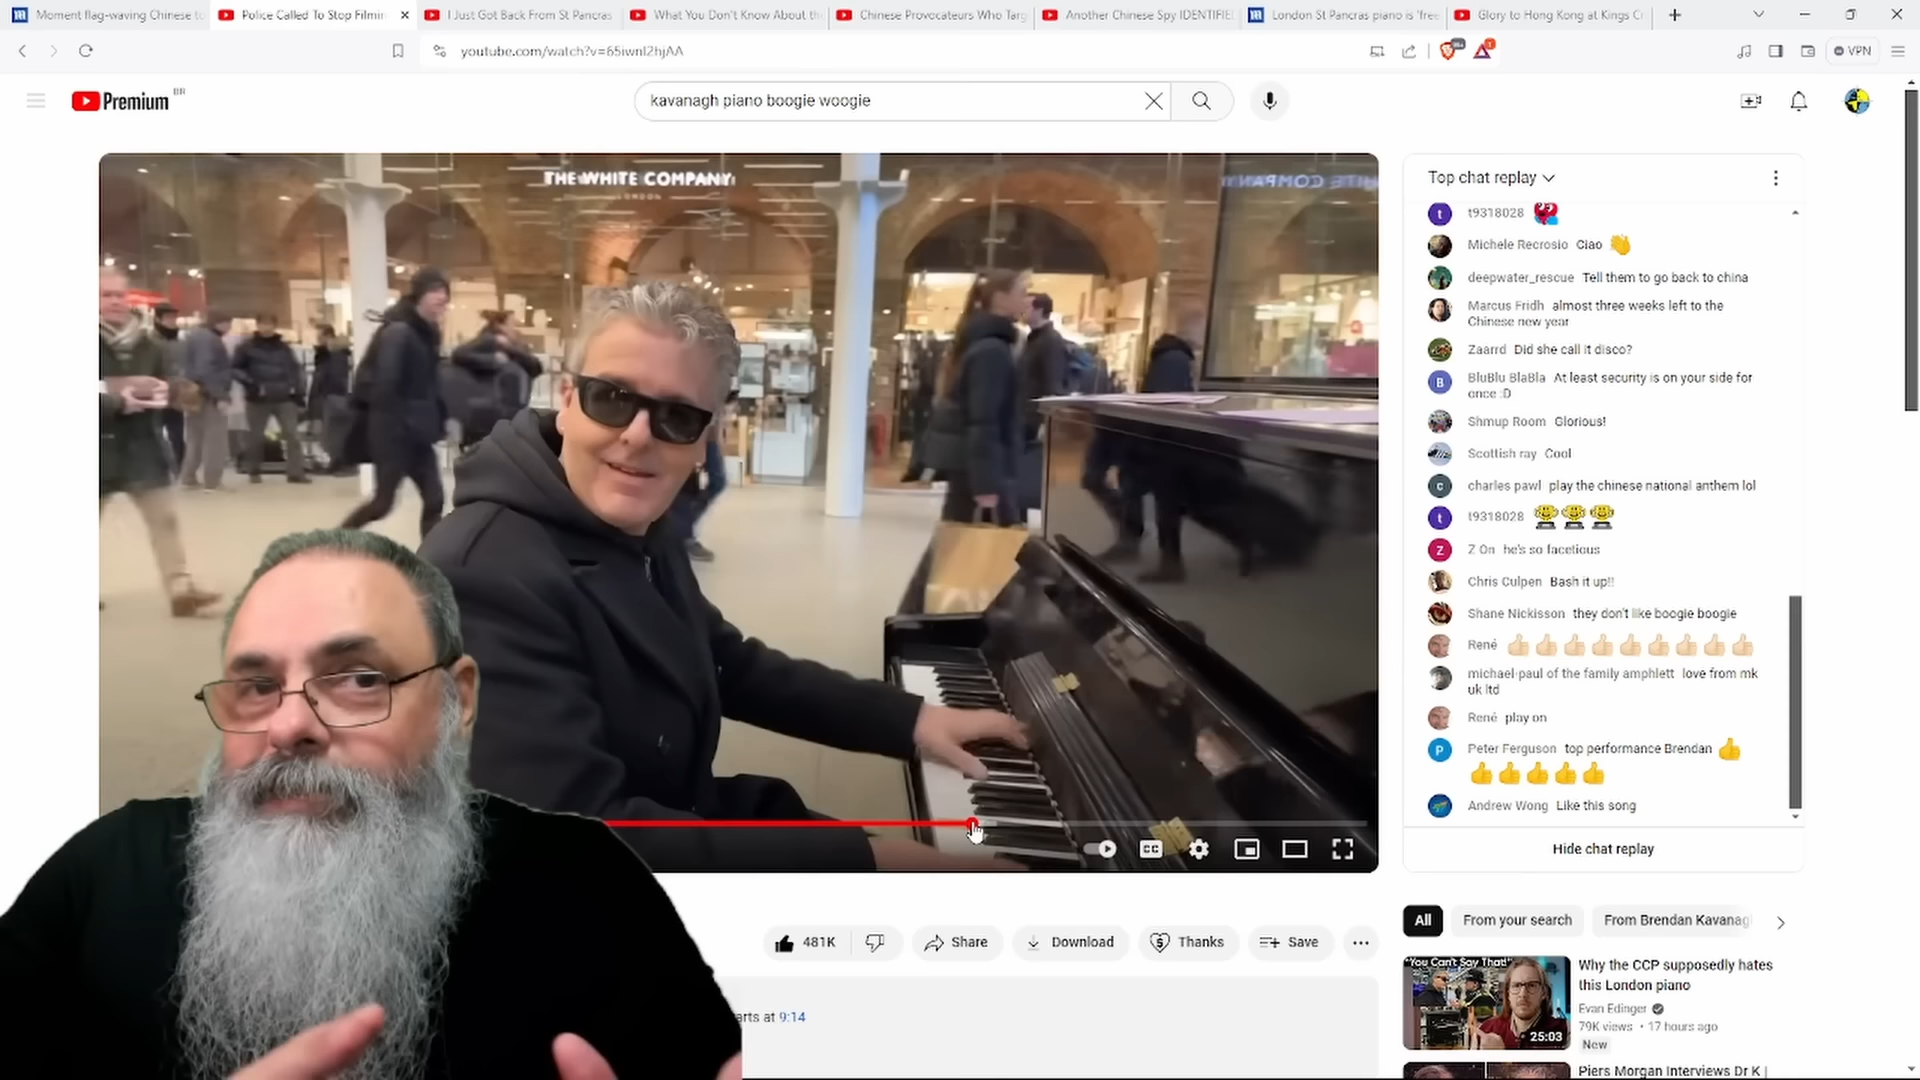 Moment flag-waving Chinese to
Police Called To Stop Filmin
I Just Got Back From St Pancras
What You Don't Know About th
Chinese Provocateurs Who Targ
Another Chinese Spy IDENTIFIE
London St Pancras piano is 'free
Glory to Hong Kong at Kings Cr
youtube.com/watch?v=65iwnI2hjAA
VPN
Premium BR
kavanagh piano boogie woogie
THE WHITE COMPANY
LONDON
Top chat replay
t9318028
Michele Recrosio Ciao
deepwater_rescue Tell them to go back to china
Marcus Fridh almost three weeks left to the
Chinese new year
Zaarrd Did she call it disco?
BluBlu BlaBla At least security is on your side for
once :D
Shmup Room Glorious!
Scottish ray Cool
charles pawl play the chinese national anthem lol
t9318028
Z On he's so facetious
Chris Culpen Bash it up!!
Shane Nickisson they don't like boogie boogie
René
michael-paul of the family amphlett love from mk
uk ltd
René play on
Peter Ferguson top performance Brendan
Andrew Wong Like this song
Hide chat replay
CC
481K
Share
Download
Thanks
Save
arts at 9:14
All
From your search
From Brendan Kavanag
"You Can't Say That!"
25:03
Why the CCP supposedly hates
this London piano
Evan Edinger
79K views • 17 hours ago
New
Piers Morgan Interviews Dr K |